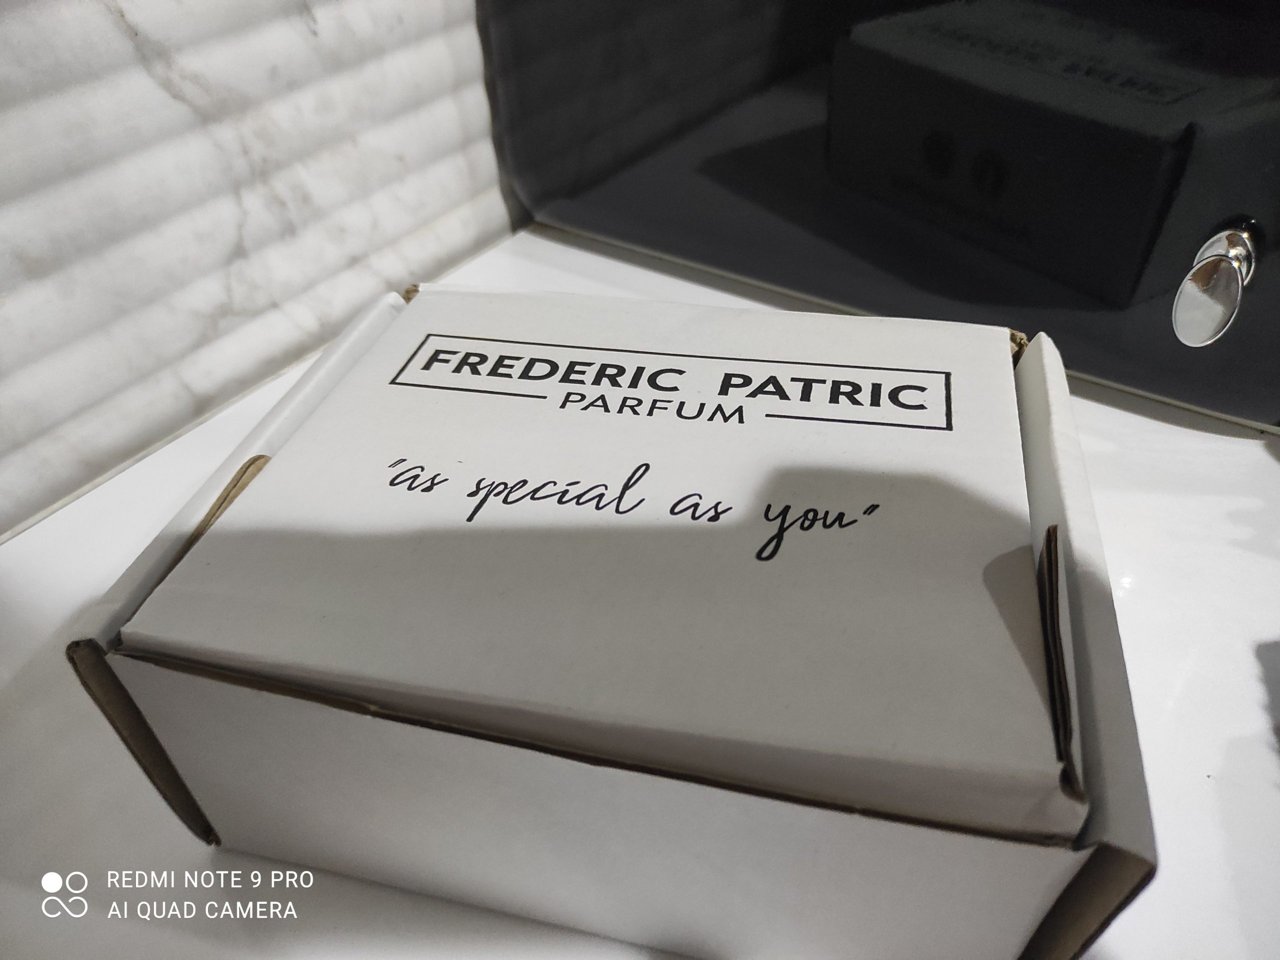 FREDERIC PATRIC
PARFUM
"as special as you"
REDMI NOTE 9 PRO
AI QUAD CAMERA